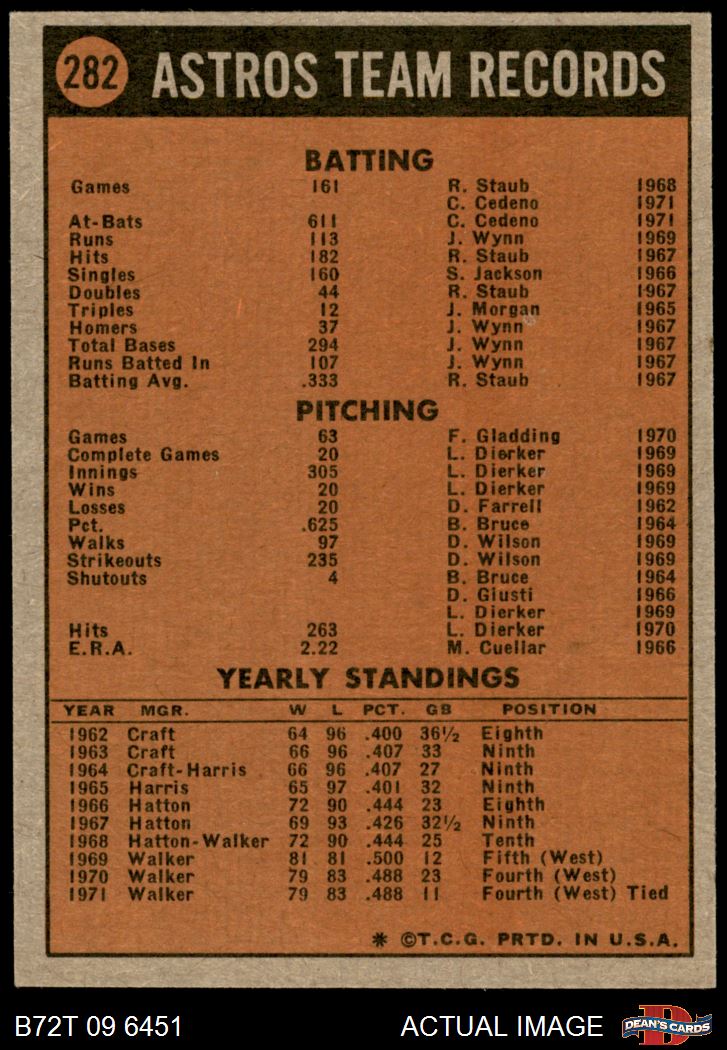 282 ASTROS TEAM RECORDS
BATTING
Games 161 R. Staub 1968
C. Cedeno 1971
At-Bats 611 C. Cedeno 1971
Runs 113 J. Wynn 1969
Hits 182 R. Staub 1967
Singles 160 S. Jackson 1966
Doubles 44 R. Staub 1967
Triples 12 J. Morgan 1965
Homers 37 J. Wynn 1967
Total Bases 294 J. Wynn 1967
Runs Batted In 107 J. Wynn 1967
Batting Avg. .333 R. Staub 1967
PITCHING
Games 63 F. Gladding 1970
Complete Games 20 L. Dierker 1969
Innings 305 L. Dierker 1969
Wins 20 L. Dierker 1969
Losses 20 D. Farrell 1962
Pct. .625 B. Bruce 1964
Walks 97 D. Wilson 1969
Strikeouts 235 D. Wilson 1969
Shutouts 4 B. Bruce 1964
D. Giusti 1966
L. Dierker 1969
Hits 263 L. Dierker 1970
E.R.A. 2.22 M. Cuellar 1966
YEARLY STANDINGS
YEAR MGR. W L PCT. GB POSITION
1962 Craft 64 96 .400 36½ Eighth
1963 Craft 66 96 .407 33 Ninth
1964 Craft-Harris 66 96 .407 27 Ninth
1965 Harris 65 97 .401 32 Ninth
1966 Hatton 72 90 .444 23 Eighth
1967 Hatton 69 93 .426 32½ Ninth
1968 Hatton-Walker 72 90 .444 25 Tenth
1969 Walker 81 81 .500 12 Fifth (West)
1970 Walker 79 83 .488 23 Fourth (West)
1971 Walker 79 83 .488 11 Fourth (West) Tied
* ©T.C.G. PRTD. IN U.S.A.
B72T 09 6451 ACTUAL IMAGE D DEAN'S CARDS